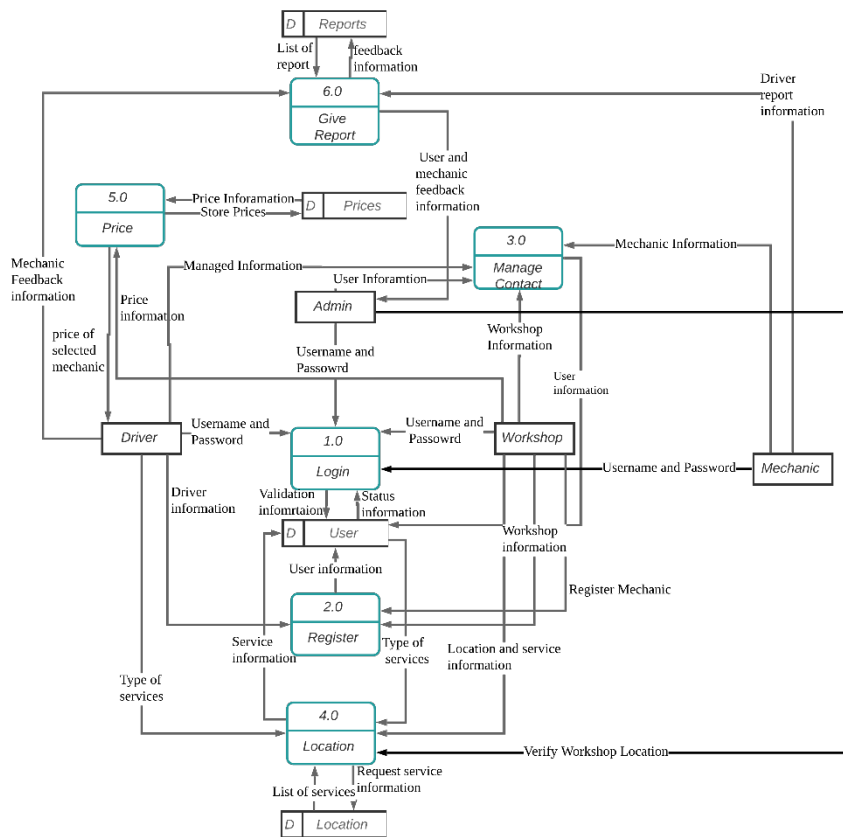 D Reports
List of
report
feedback
information
6.0
Give
Report
Driver
report
information
User and
mechanic
feedback
information
5.0
Price
Price Inforamation
Store Prices
D Prices
3.0
Manage
Contact
Mechanic Information
Mechanic
Feedback
information
Managed Information
User Inforamtion
Price
information
Admin
Workshop
Information
price of
selected
mechanic
Username and
Passowrd
User
information
Driver
Username and
Password
1.0
Login
Username and
Passowrd
Workshop
Username and Password
Mechanic
Driver
information
Validation
infomrtaion
Status
information
D User
Workshop
information
User information
2.0
Register
Register Mechanic
Service
information
Type of
services
Location and service
information
Type of
services
4.0
Location
Verify Workshop Location
List of services
Request service
information
D Location